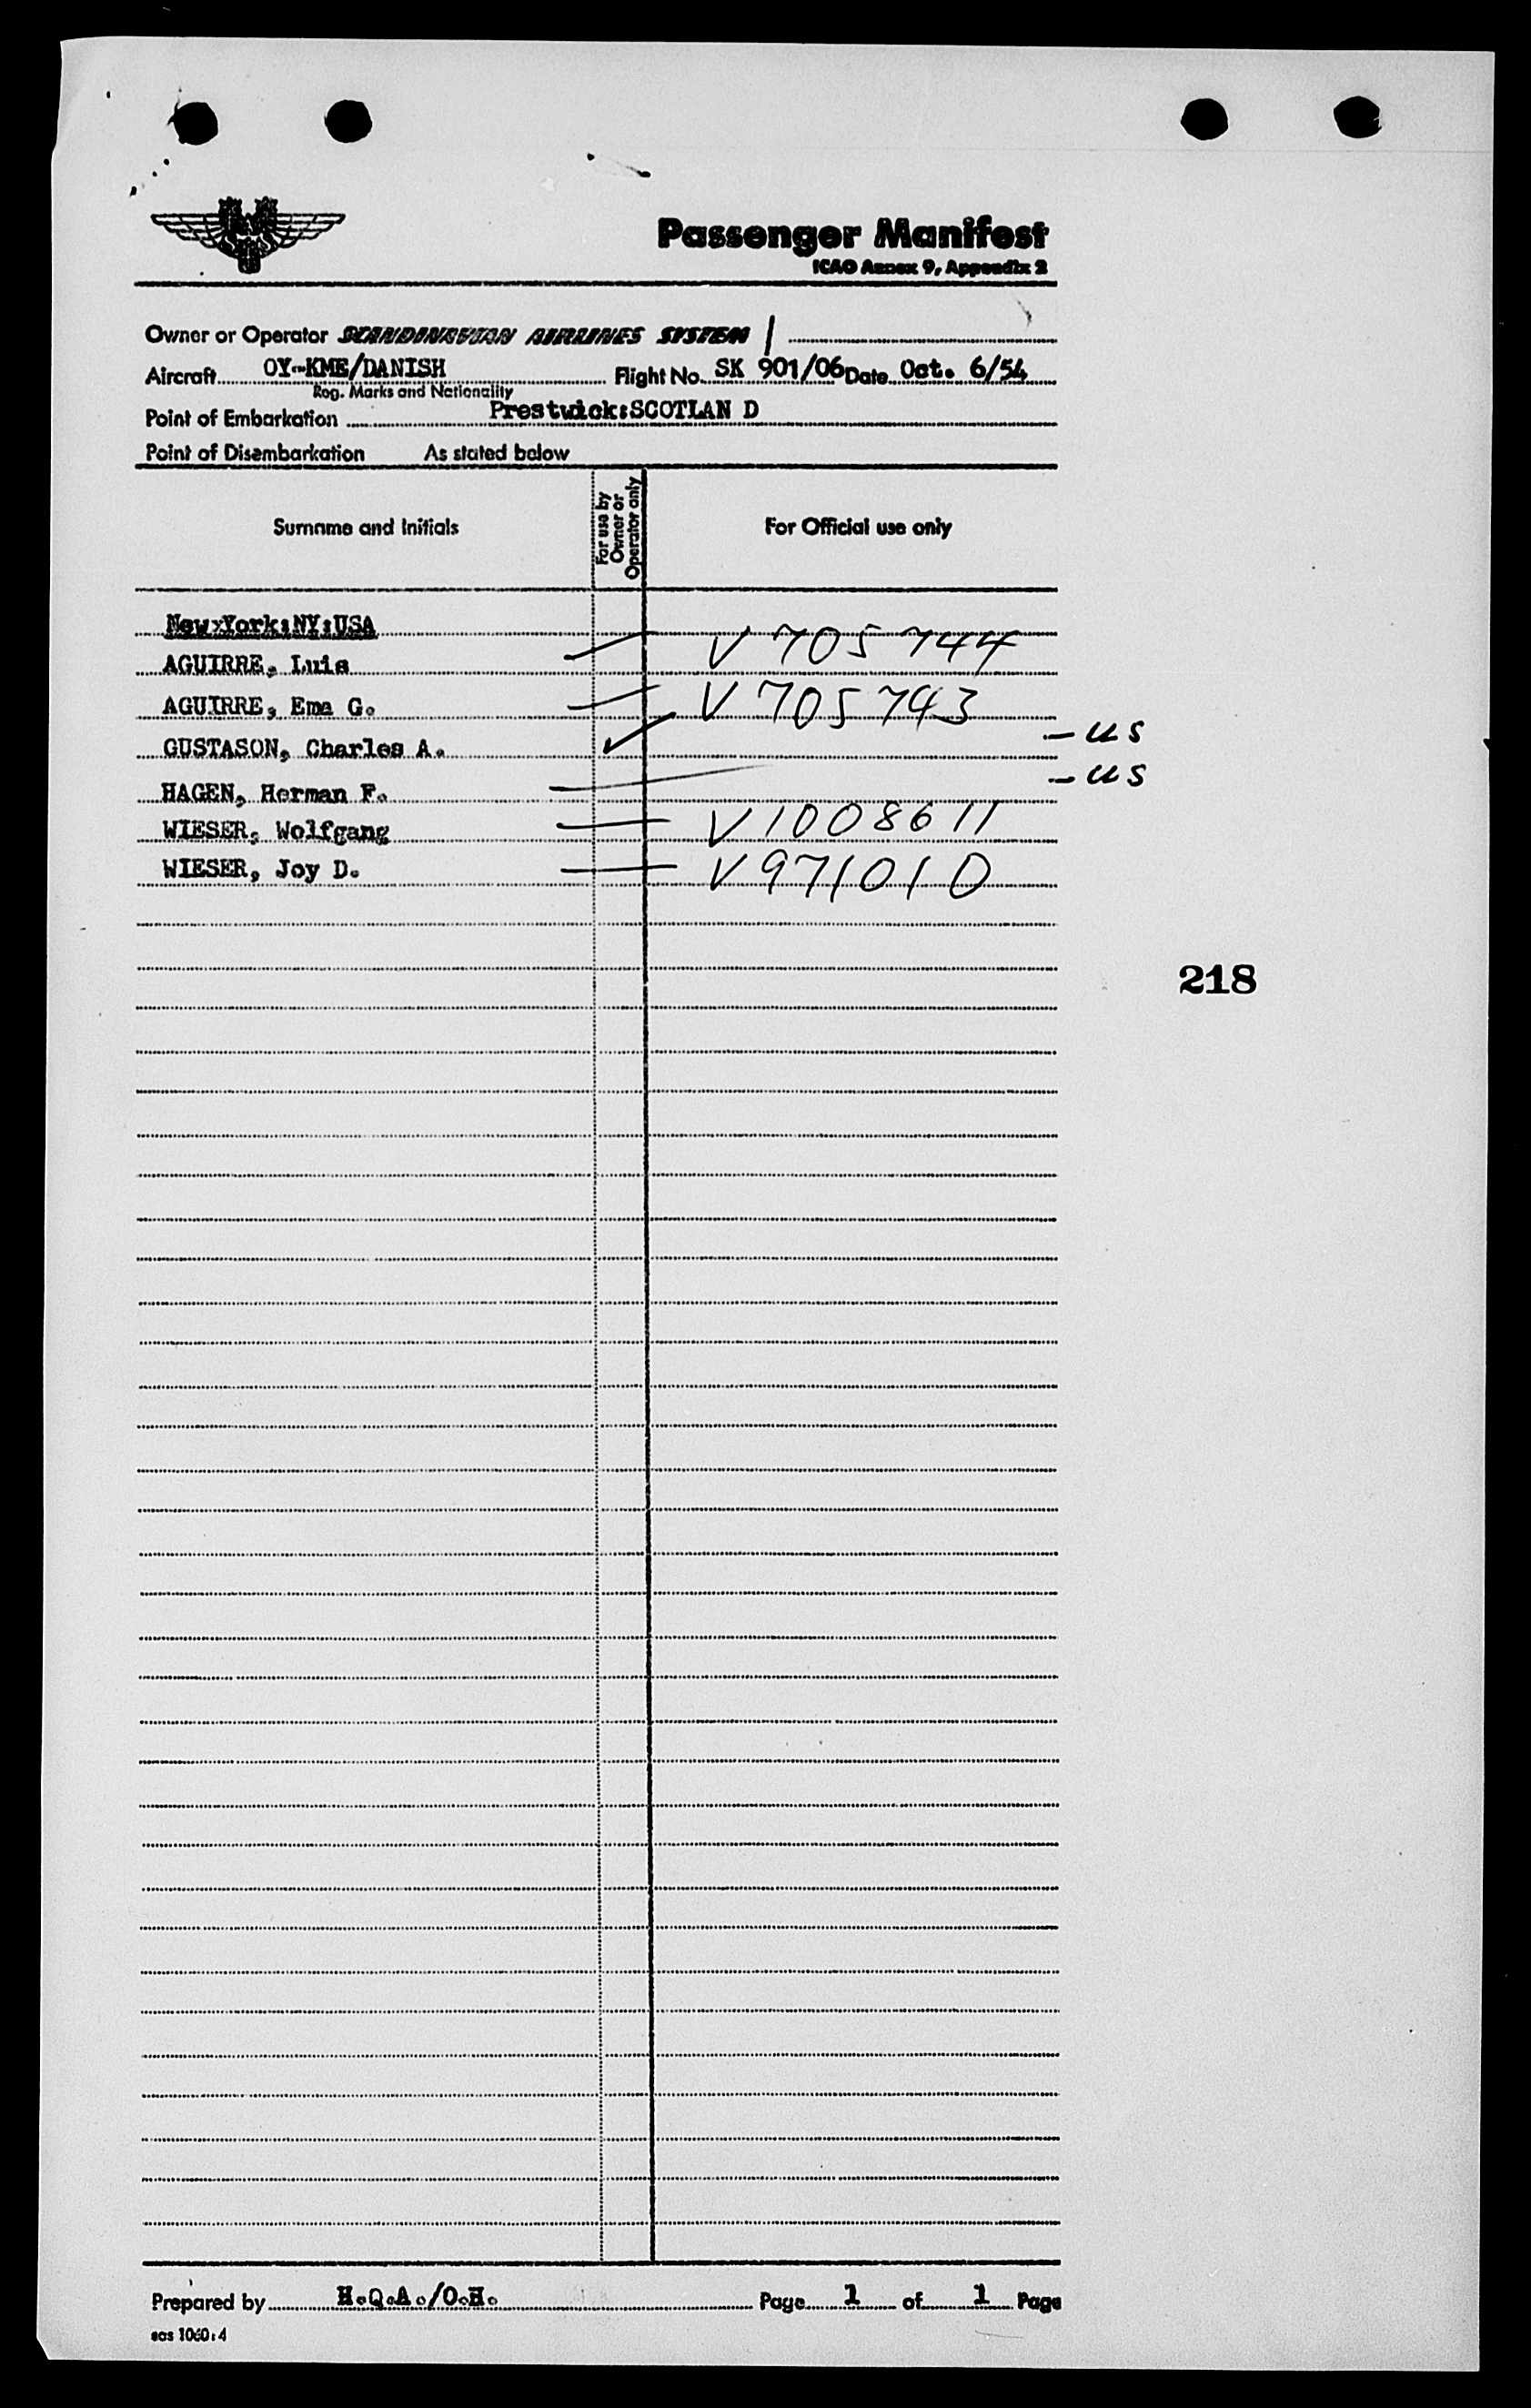 SAS
Passenger Manifest
ICAO Annex 9, Appendix 2
Owner or Operator SCANDINAVIAN AIRLINES SYSTEM /
Aircraft OY-KME/DANISH Flight No. SK 901/06 Date Oct. 6/54
Reg. Marks and Nationality
Point of Embarkation Prestwick:SCOTLAN D
Point of Disembarkation As stated below
Surname and Initials
For use by
Owner or
Operator only
For Official use only
New York:NY:USA
AGUIRRE, Luis V 705 744
AGUIRRE, Ema G. V 705 743
GUSTASON, Charles A. - US
HAGEN, Herman F. - US
WIESER, Wolfgang V 1008611
WIESER, Joy D. V 971010
218
Prepared by H.Q.A./O.H. Page 1 of 1 Page
sas 1060:4